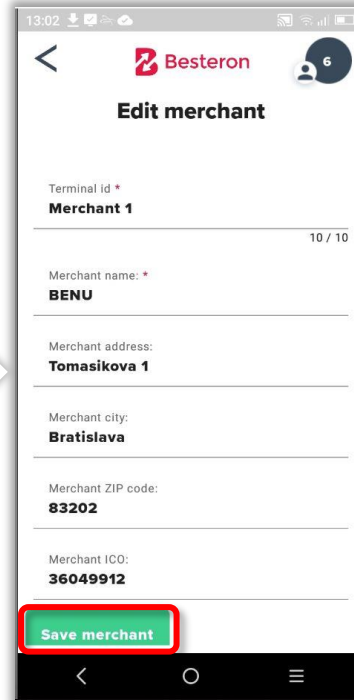 13:02
Besteron
6
Edit merchant
Terminal id *
Merchant 1
10 / 10
Merchant name: *
BENU
Merchant address:
Tomasikova 1
Merchant city:
Bratislava
Merchant ZIP code:
83202
Merchant ICO:
36049912
Save merchant